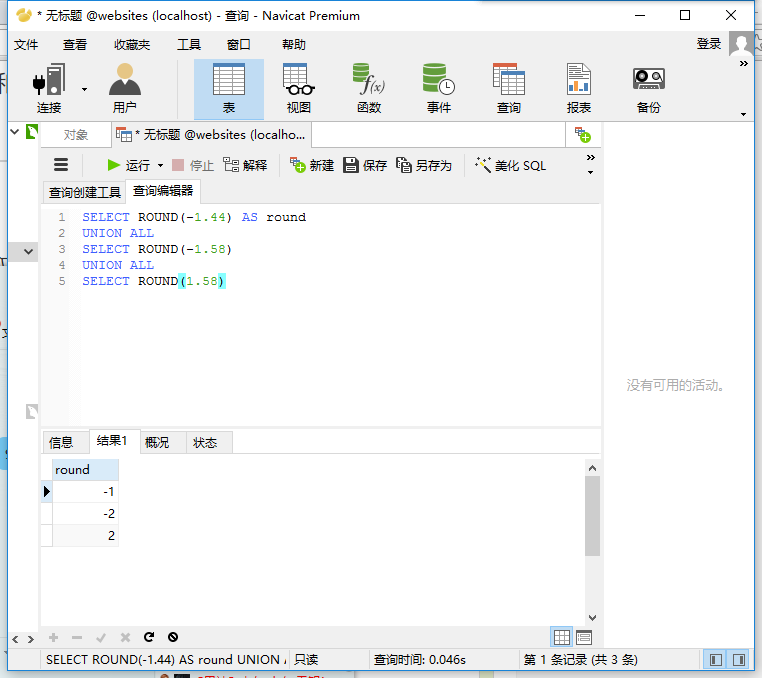 * 无标题 @websites (localhost) - 查询 - Navicat Premium
文件 查看 收藏夹 工具 窗口 帮助 登录
连接 用户 表 视图 函数 事件 查询 报表 备份
对象 * 无标题 @websites (localho...
运行 停止 解释 新建 保存 另存为 美化 SQL
查询创建工具 查询编辑器
1 SELECT ROUND(-1.44) AS round
2 UNION ALL
3 SELECT ROUND(-1.58)
4 UNION ALL
5 SELECT ROUND(1.58)
没有可用的活动。
信息 结果1 概况 状态
round
-1
-2
2
SELECT ROUND(-1.44) AS round UNION A 只读 查询时间: 0.046s 第 1 条记录 (共 3 条)